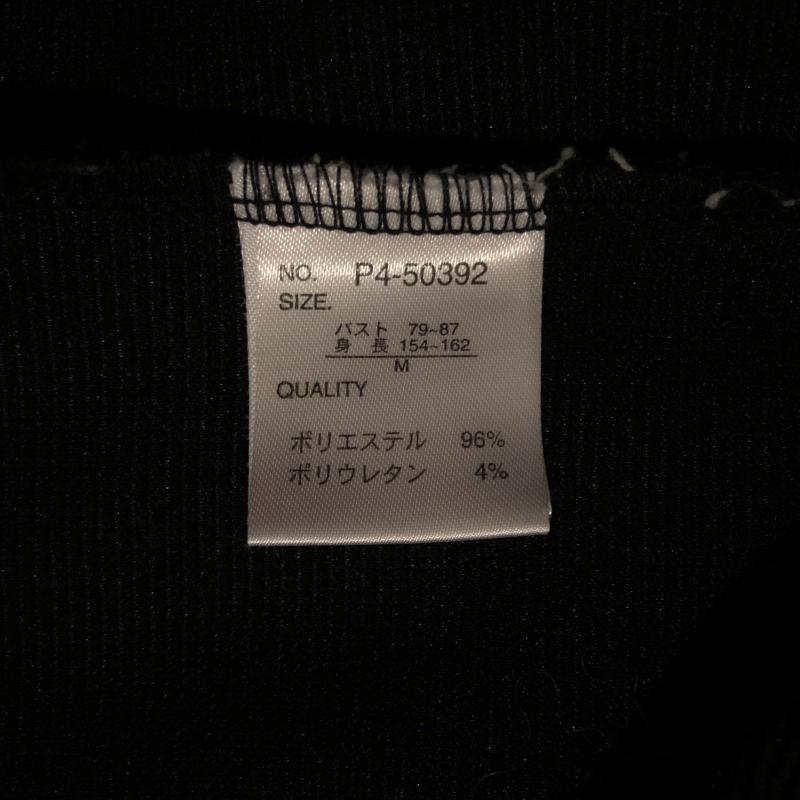 NO. P4-50392
SIZE.
バスト 79~87
身 長 154~162
M
QUALITY
ポリエステル 96%
ポリウレタン 4%